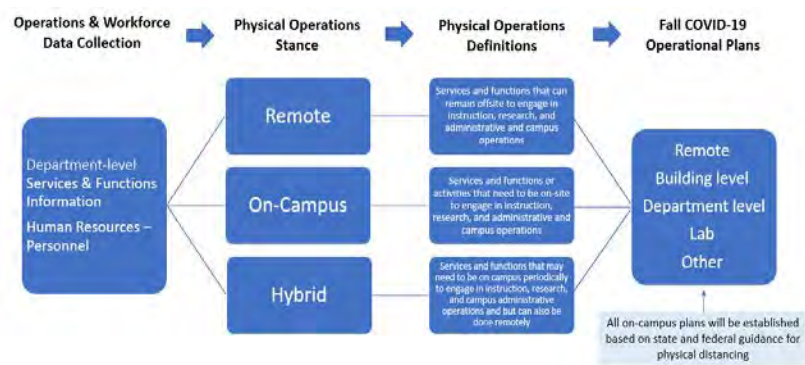 Operations & Workforce
Data Collection
Physical Operations
Stance
Physical Operations
Definitions
Fall COVID-19
Operational Plans
Department-level
Services & Functions
Information
Human Resources –
Personnel
Remote
On-Campus
Hybrid
Services and functions that can
remain offsite to engage in
instruction, research, and
administrative and campus
operations
Services and functions or
activities that need to be on-site
to engage in instruction,
research, and administrative and
campus operations
Services and functions that may
need to be on campus periodically
to engage in instruction, research,
and campus administrative
operations and but can also be
done remotely
Remote
Building level
Department level
Lab
Other
All on-campus plans will be established
based on state and federal guidance for
physical distancing